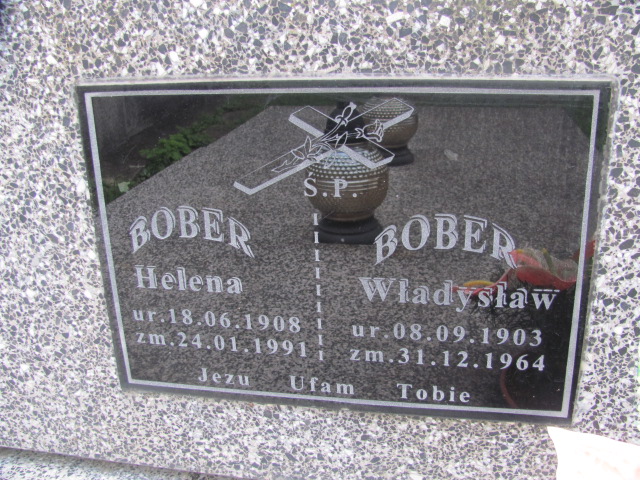 S.P.
BOBER
Helena
ur.18.06.1908
zm.24.01.1991
BOBER
Władysław
ur.08.09.1903
zm.31.12.1964
Jezu Ufam Tobie